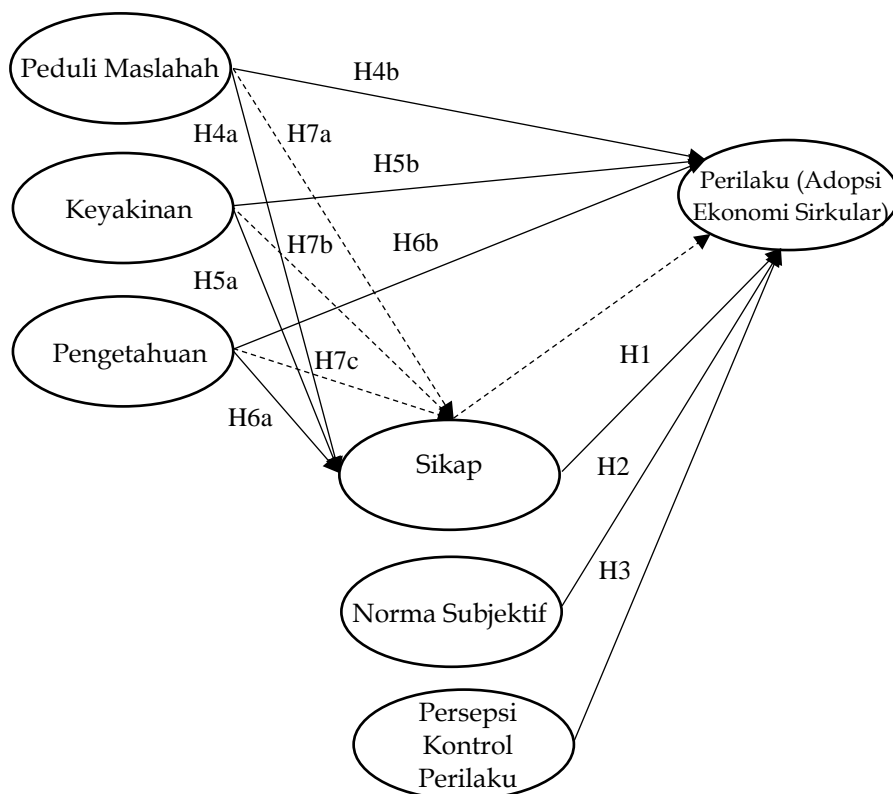 Peduli Maslahah
H4b
H4a
H7a
H5b
Keyakinan
Perilaku (Adopsi
Ekonomi Sirkular)
H7b
H6b
H5a
Pengetahuan
H7c
H1
H6a
Sikap
H2
H3
Norma Subjektif
Persepsi
Kontrol
Perilaku